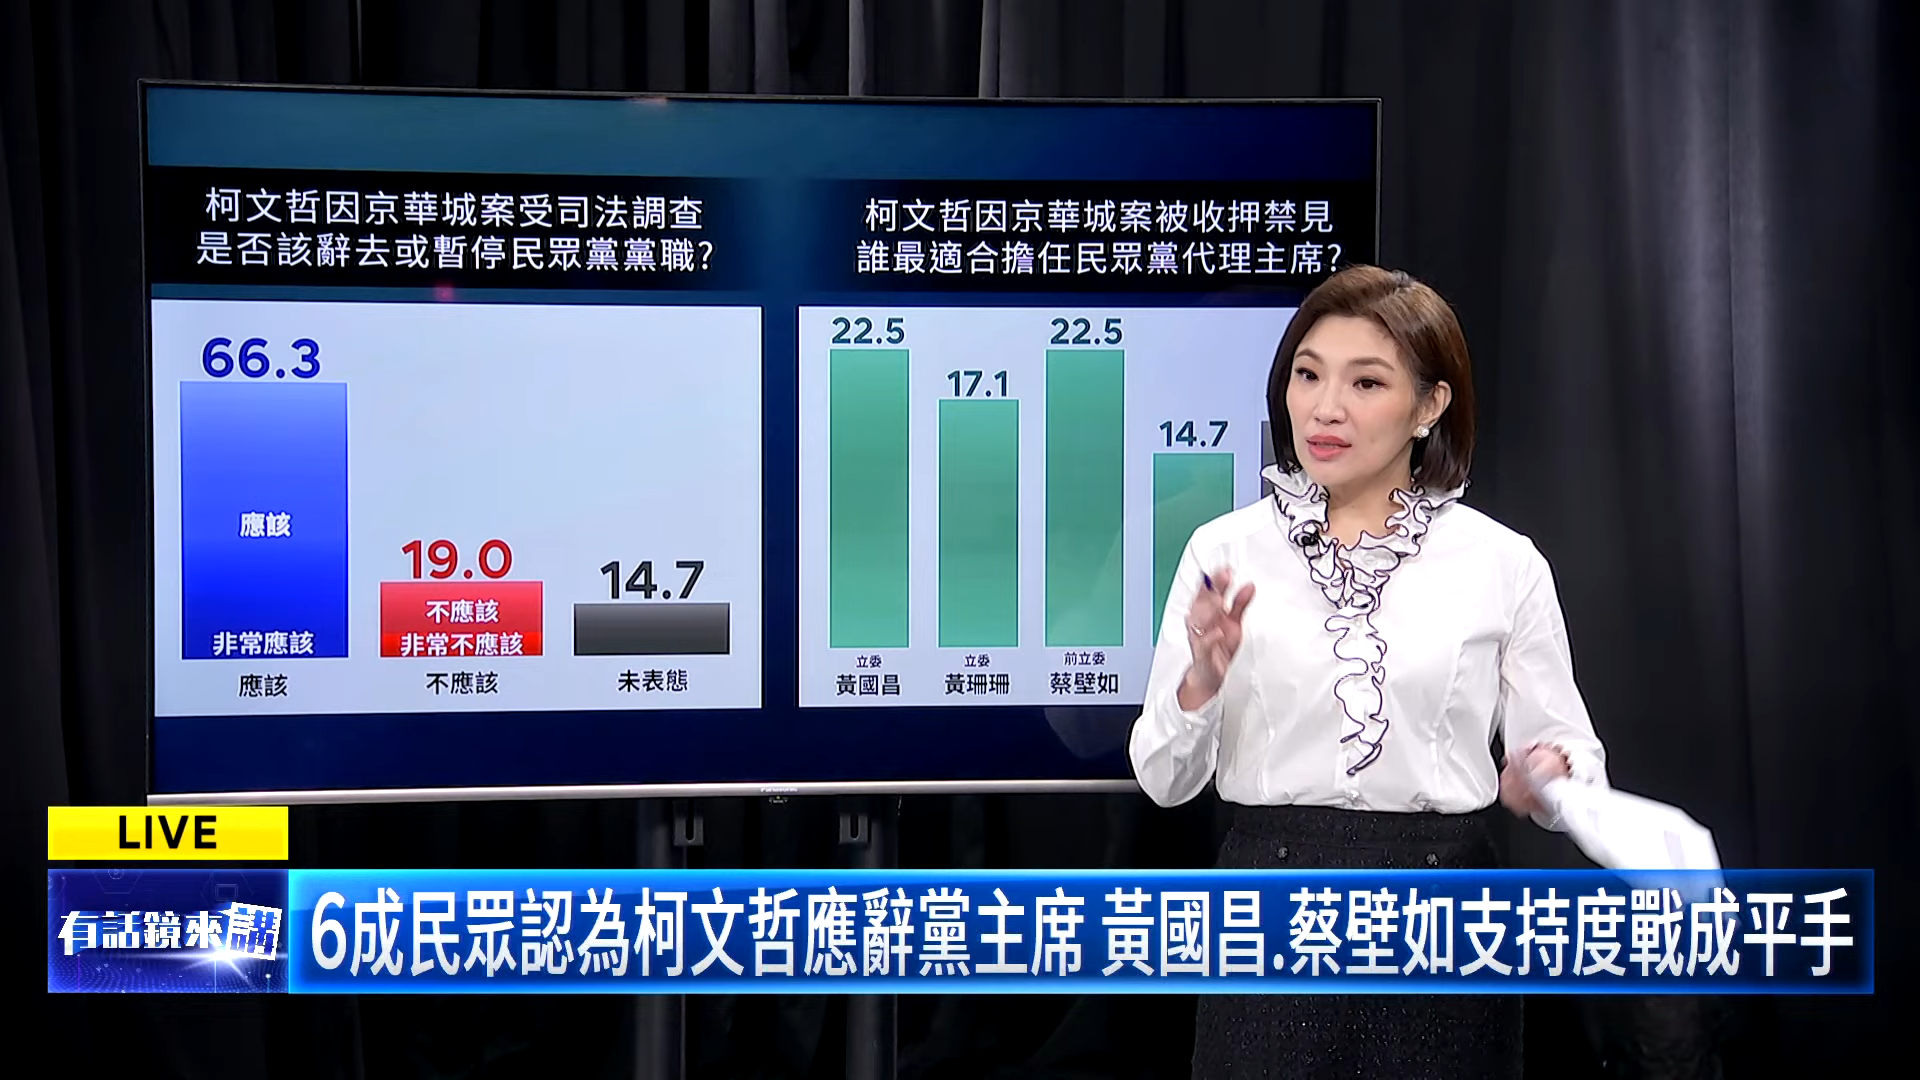 柯文哲因京華城案受司法調查
是否該辭去或暫停民眾黨黨職?
66.3
應該
非常應該
應該
19.0
不應該
非常不應該
不應該
14.7
未表態
柯文哲因京華城案被收押禁見
誰最適合擔任民眾黨代理主席?
22.5
立委
黃國昌
17.1
立委
黃珊珊
22.5
前立委
蔡壁如
14.7
Panasonic
LIVE
有話鏡來講
6成民眾認為柯文哲應辭黨主席 黃國昌.蔡壁如支持度戰成平手